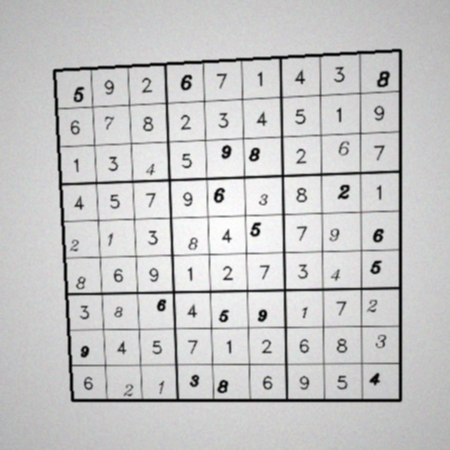 5 9 2 6 7 1 4 3 8
6 7 8 2 3 4 5 1 9
1 3 4 5 9 8 2 6 7
4 5 7 9 6 3 8 2 1
2 1 3 8 4 5 7 9 6
8 6 9 1 2 7 3 4 5
3 8 6 4 5 9 1 7 2
9 4 5 7 1 2 6 8 3
6 2 1 3 8 6 9 5 4